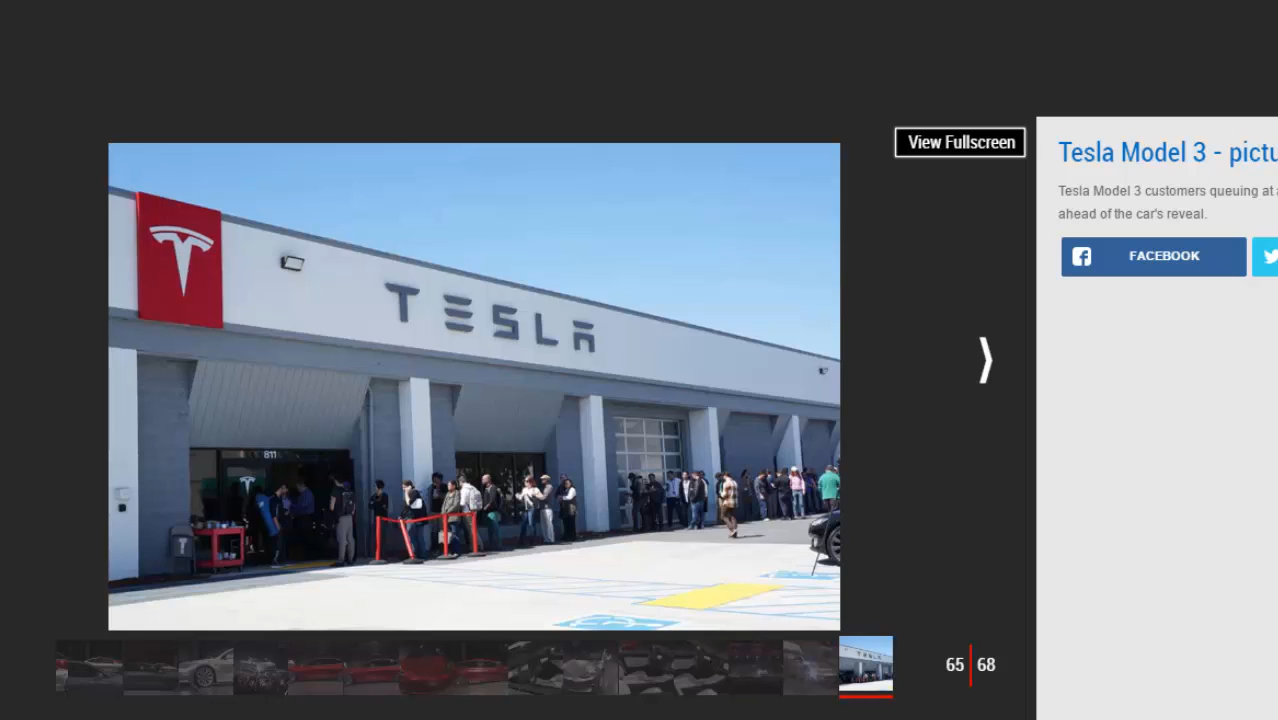 View Fullscreen
Tesla Model 3 - pictu
Tesla Model 3 customers queuing at a
ahead of the car's reveal.
FACEBOOK
TESLA
811
65 68